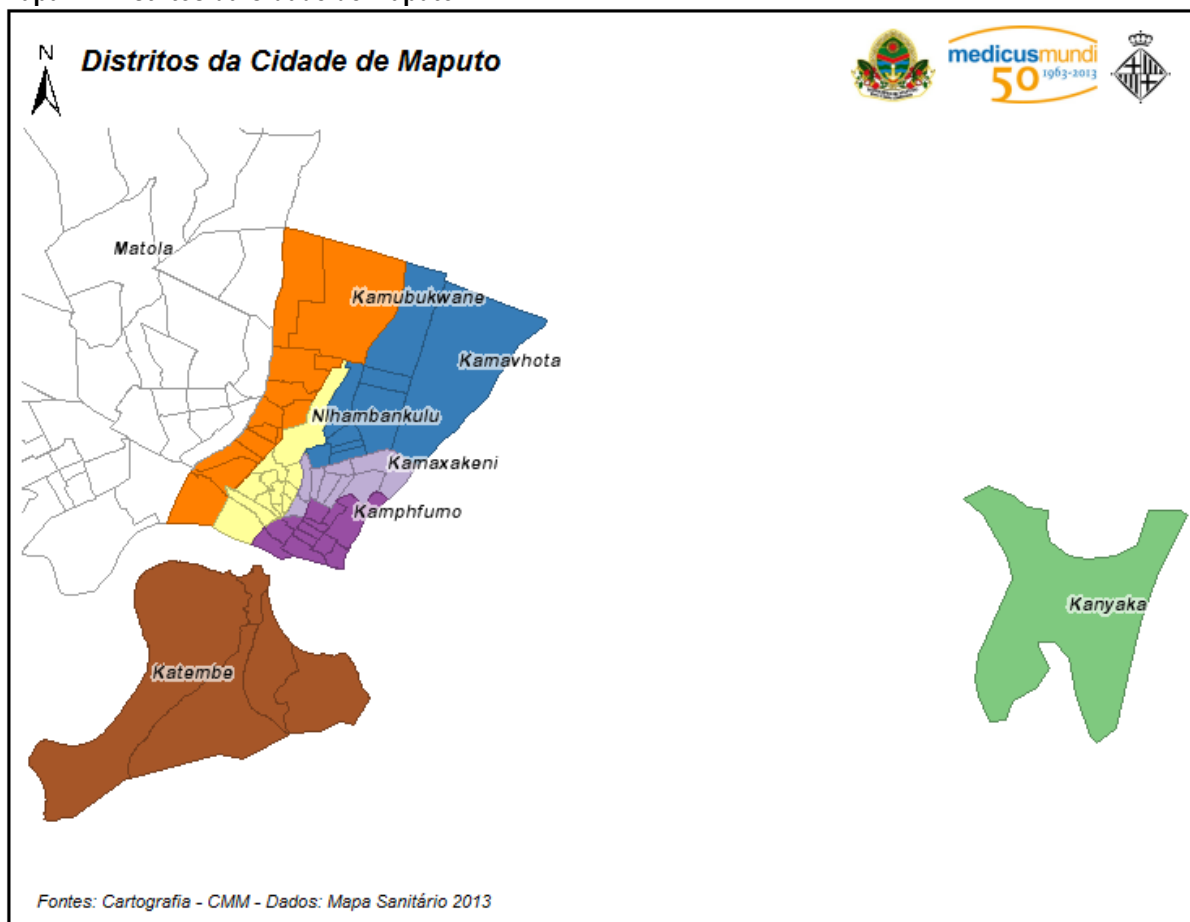 N
Distritos da Cidade de Maputo
medicusmundi
50 1963-2013
Matola
Kamubukwane
Kamavhota
Nlhambankulu
Kamaxakeni
Kamphfumo
Kanyaka
Katembe
Fontes: Cartografia - CMM - Dados: Mapa Sanitário 2013